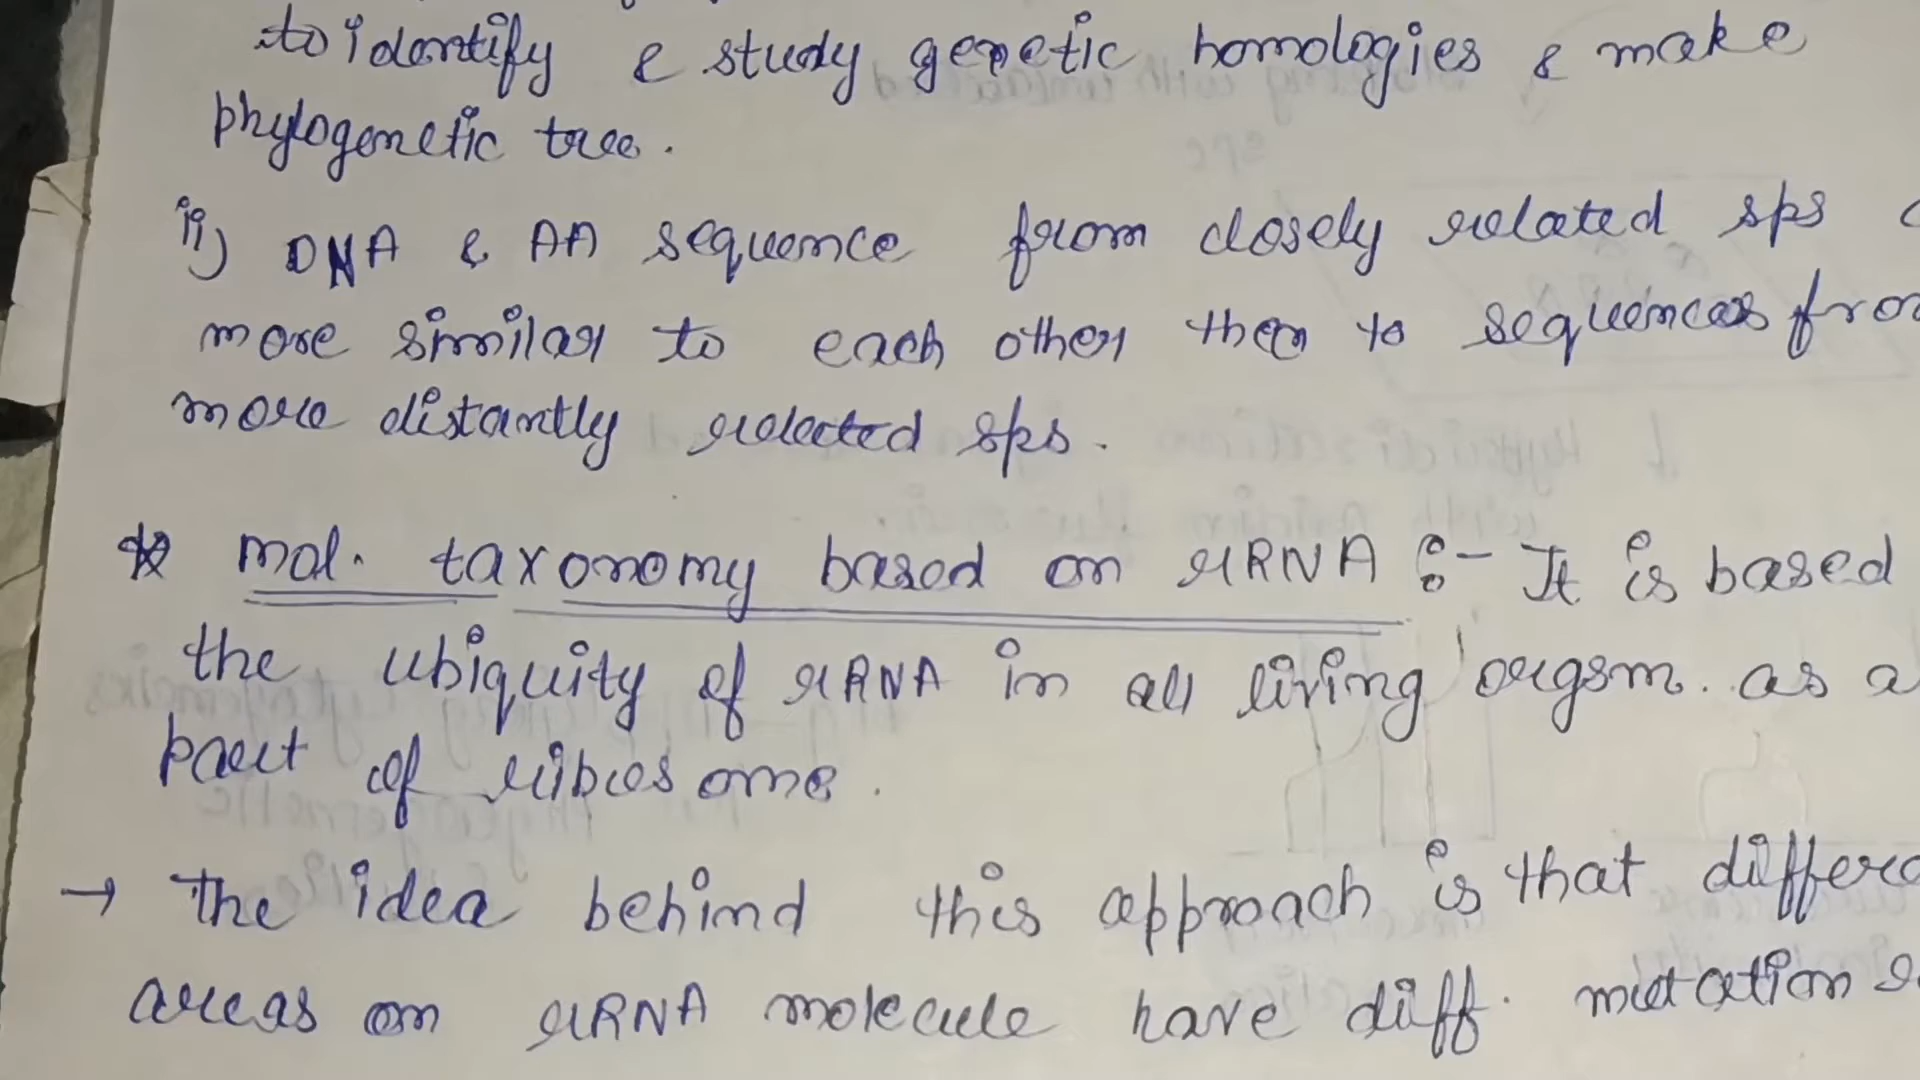 to identify & study genetic homologies & make
phylogenetic tree.
ii) DNA & AA sequence from closely related sps
more similar to each other then to sequences fro
more distantly related sps.
☆ mol. taxonomy based on rRNA :- It is based
the ubiquity of rRNA in all living orgsm. as a
part of ribosome.
→ The idea behind this approach is that differe
areas on rRNA molecule have diff. mutation